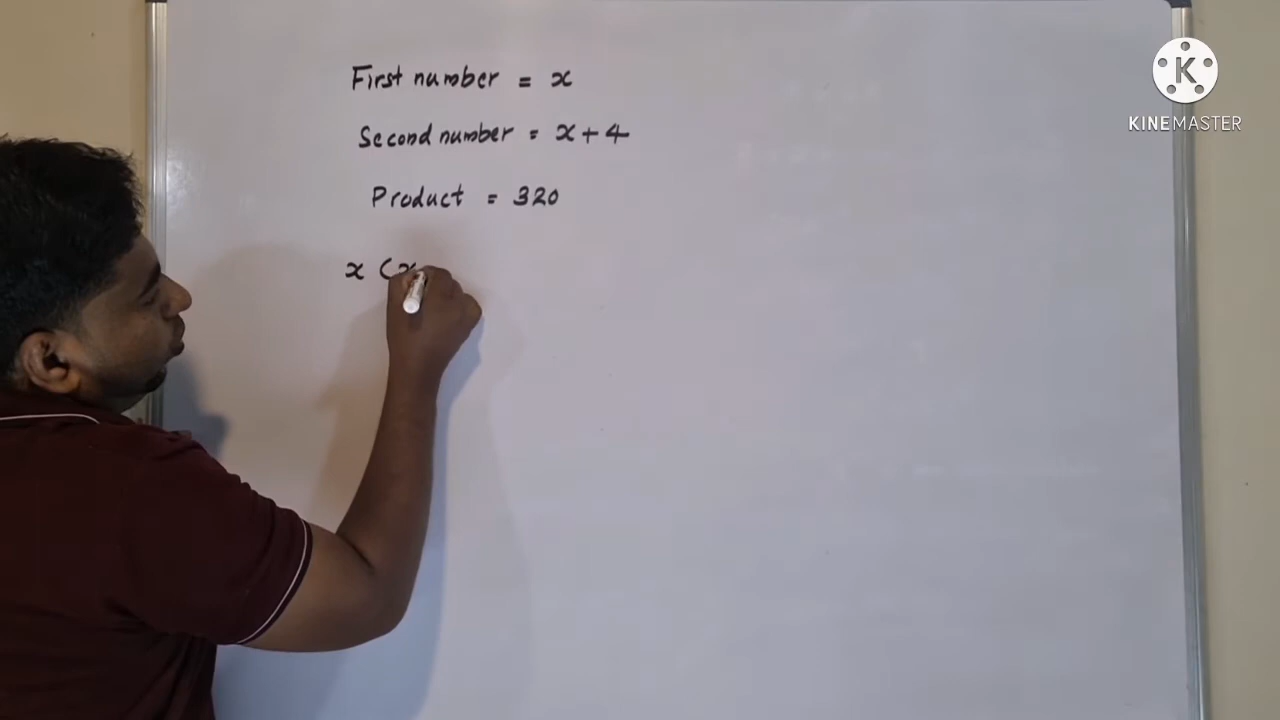 First number = x
Second number = x + 4
Product = 320
x (x
K
KINEMASTER